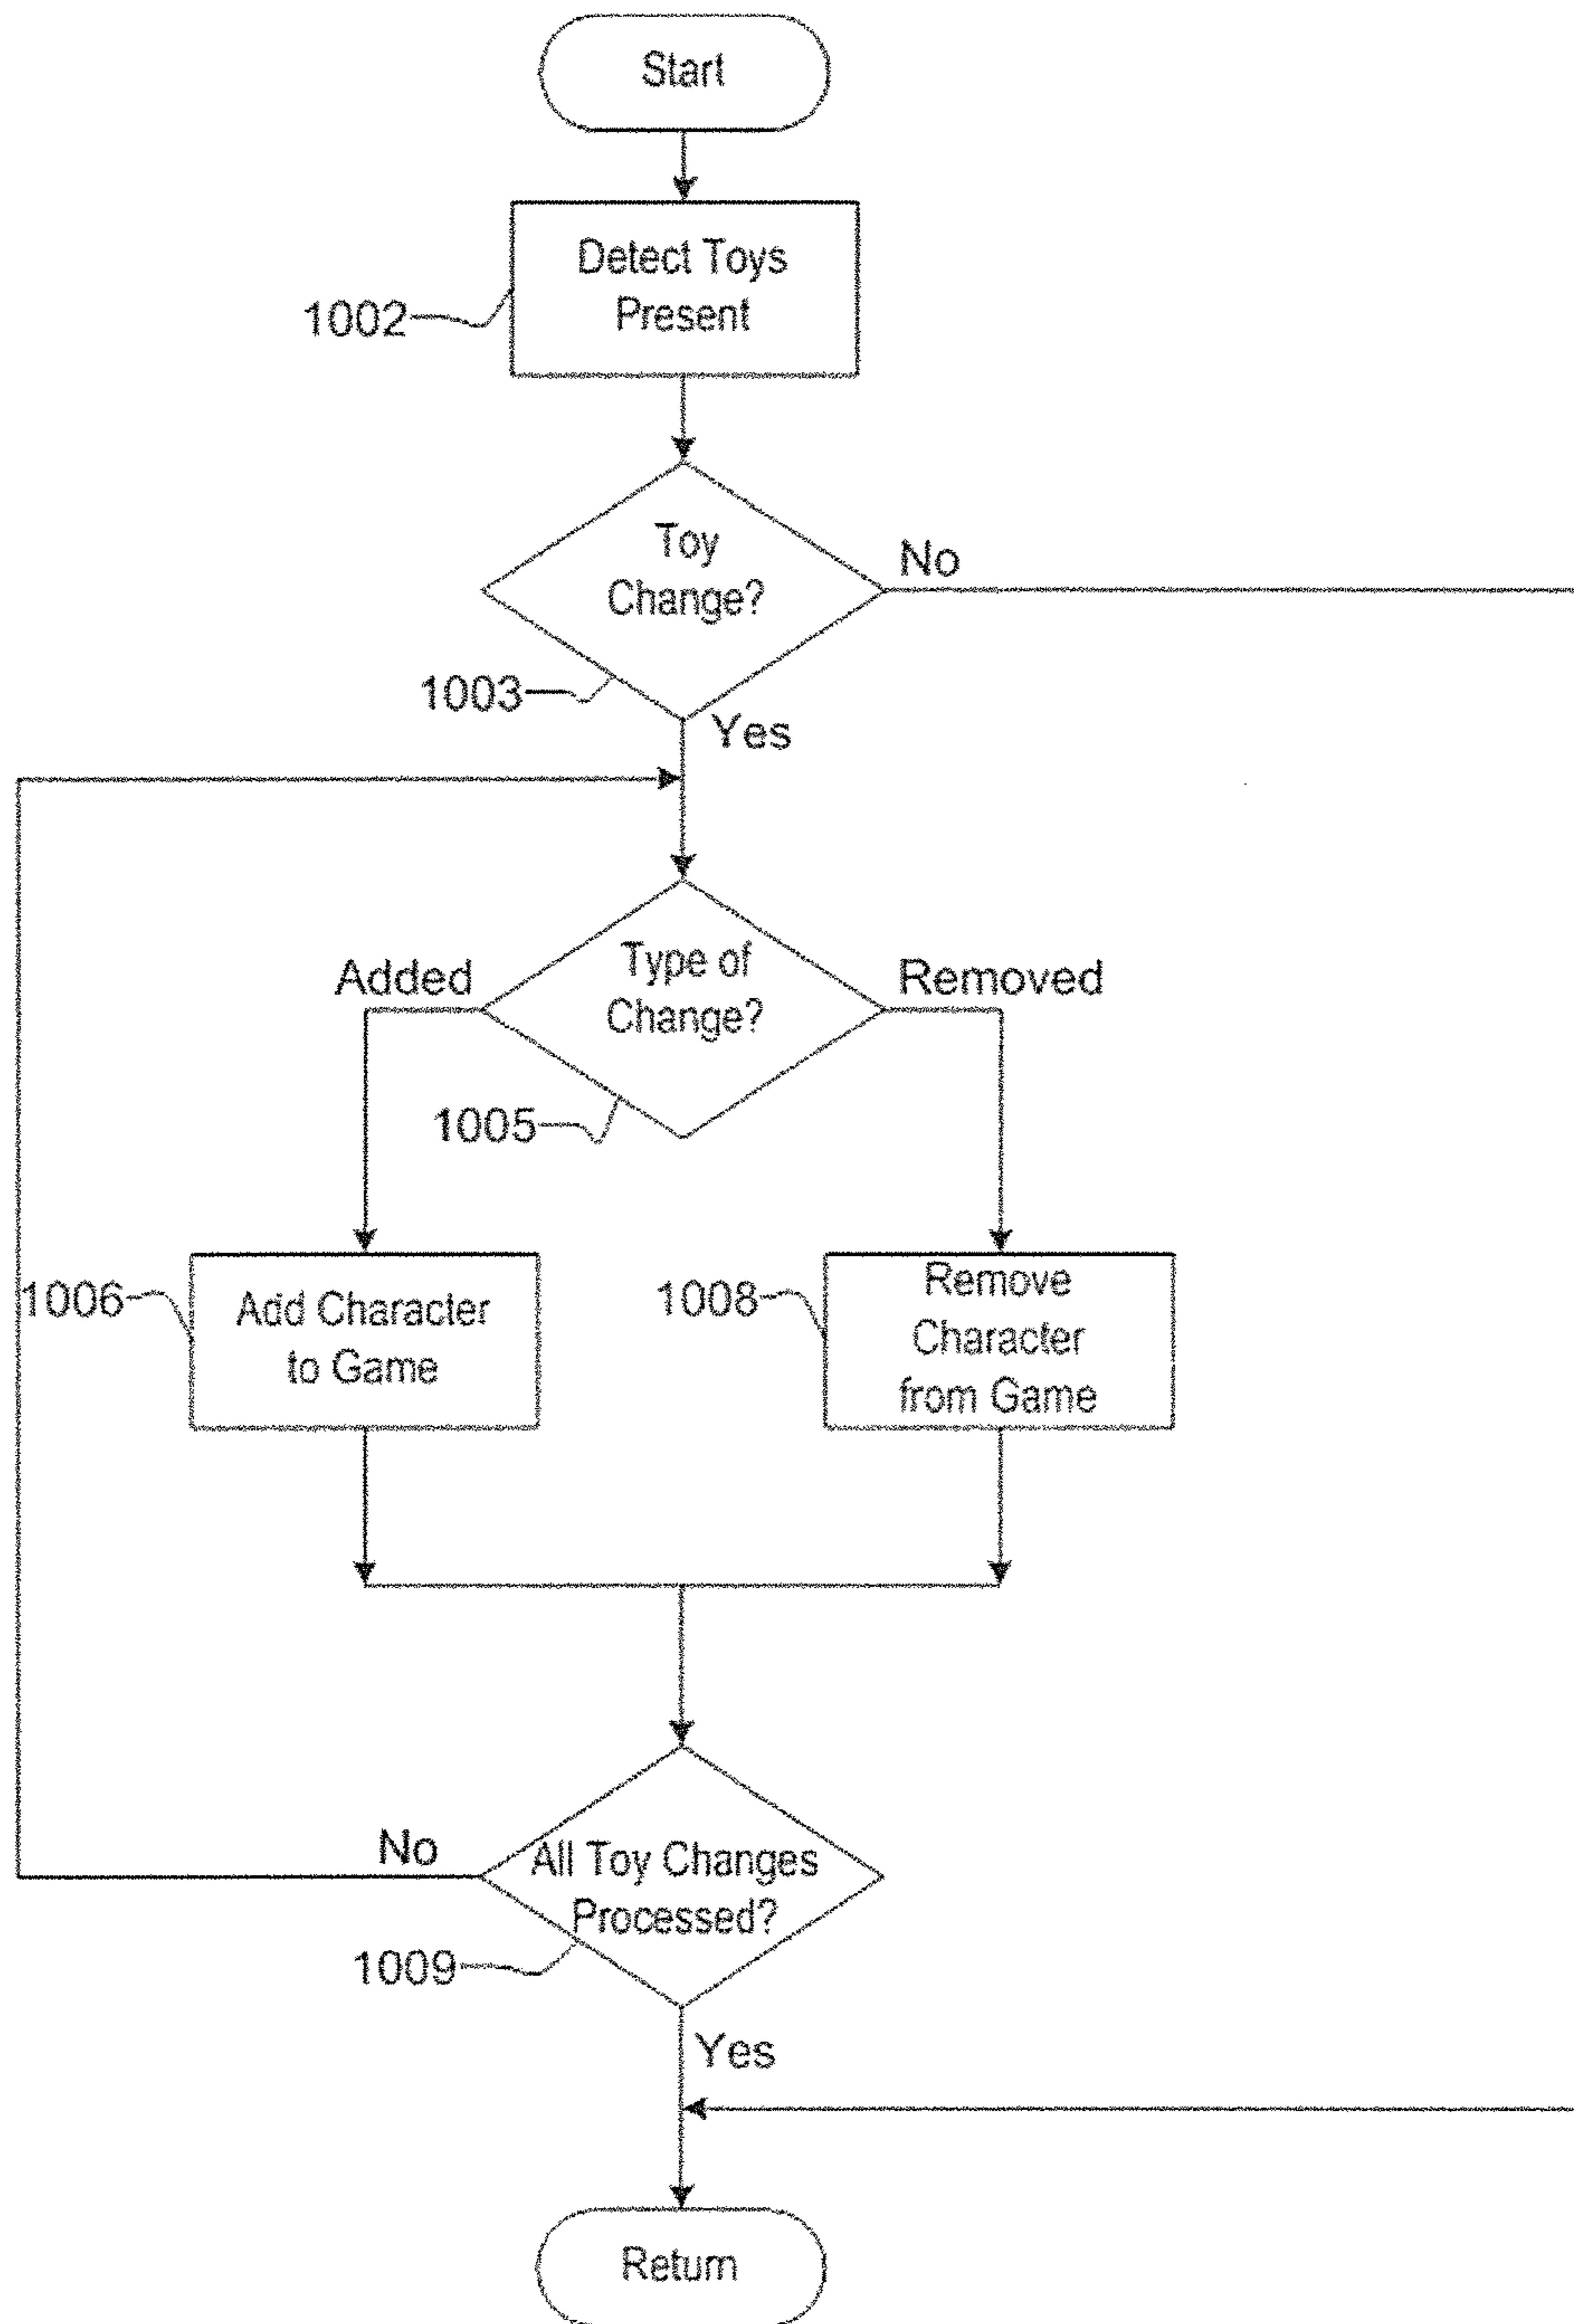 Start
Detect Toys
Present
1002
Toy
Change?
No
1003
Yes
Added
Type of
Change?
Removed
1005
1006
Add Character
to Game
1008
Remove
Character
from Game
No
All Toy Changes
Processed?
1009
Yes
Return